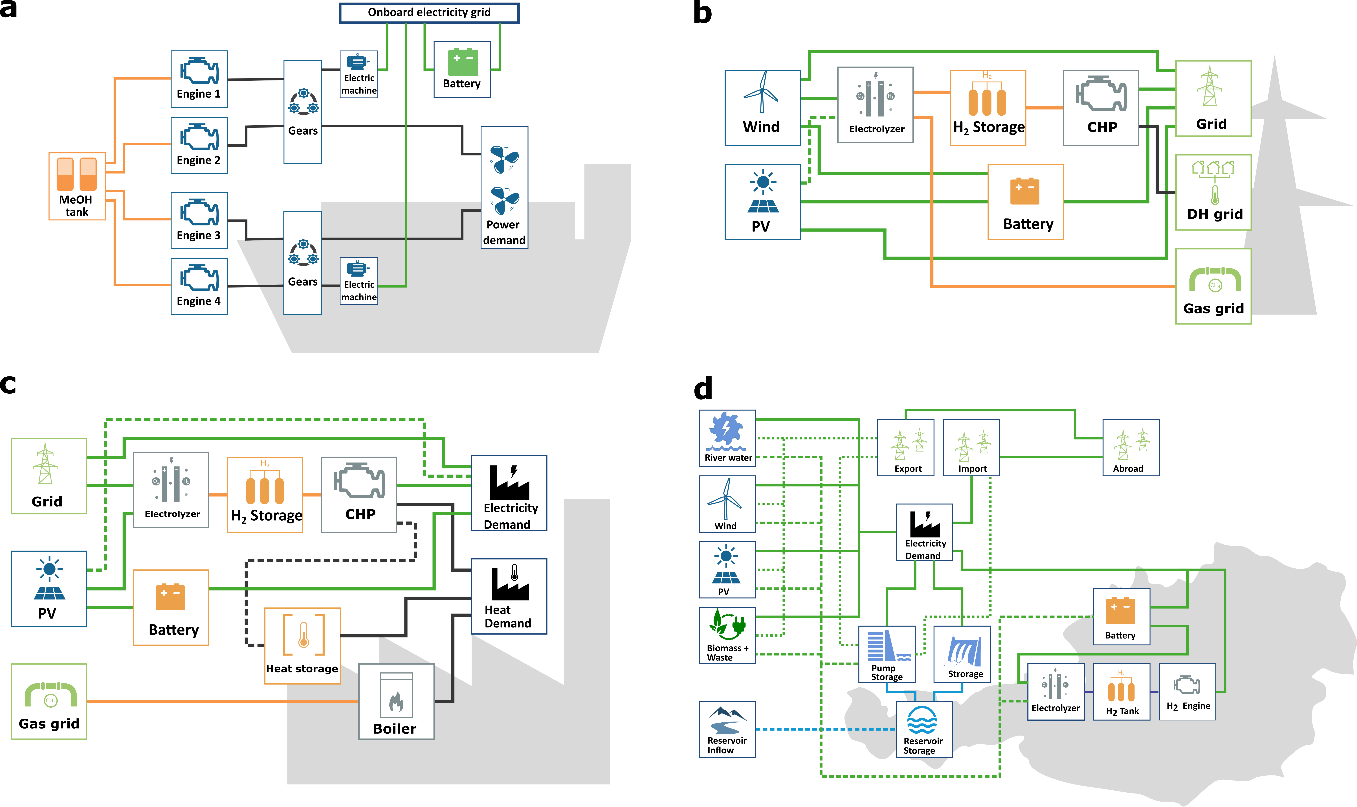 a
Onboard electricity grid
Engine 1
Electric
machine
Battery
Gears
Engine 2
MeOH
tank
Engine 3
Power
demand
Gears
Engine 4
Electric
machine
b
Wind
Electrolyzer
H₂
H₂ Storage
CHP
Grid
PV
Battery
DH grid
Gas grid
c
Grid
Electrolyzer
H₂
H₂ Storage
CHP
Electricity
Demand
PV
Battery
Heat
Demand
Heat storage
Gas grid
Boiler
d
River water
Export
Import
Abroad
Wind
Electricity
Demand
PV
Biomass +
Waste
Pump
Storage
Strorage
Battery
Electrolyzer
H₂
H₂ Tank
H₂ Engine
Reservoir
Inflow
Reservoir
Storage